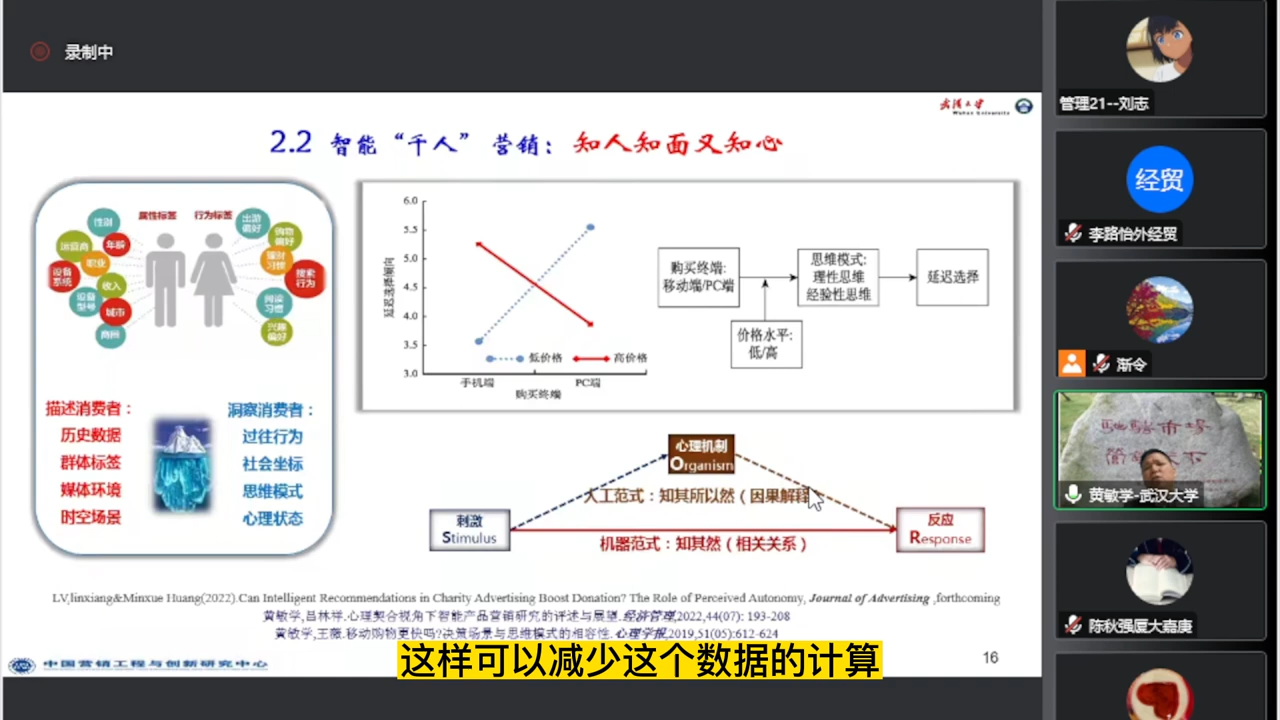 录制中
武汉大学
Wuhan University
2.2 智能“千人”营销：知人知面又知心
属性标签 行为标签
性别
年龄
运营商
职业
设备系统
收入
设备型号
城市
商圈
出游偏好
购物偏好
理财习惯
搜索行为
阅读习惯
兴趣偏好
描述消费者：
历史数据
群体标签
媒体环境
时空场景
洞察消费者：
过往行为
社会坐标
思维模式
心理状态
延迟选择倾向
6.0
5.5
5.0
4.5
4.0
3.5
3.0
低价格 高价格
手机端 PC端
购买终端
购买终端:
移动端/PC端
思维模式:
理性思维
经验性思维
延迟选择
价格水平:
低/高
心理机制
Organism
人工范式：知其所以然（因果解释
刺激
Stimulus
反应
Response
机器范式：知其然（相关关系）
LV,linxiang&Minxue Huang(2022).Can Intelligent Recommendations in Charity Advertising Boost Donation? The Role of Perceived Autonomy, Journal of Advertising ,forthcoming
黄敏学,吕林祥.心理契合视角下智能产品营销研究的评述与展望.经济管理,2022,44(07): 193-208
黄敏学,王薇.移动购物更快吗?决策场景与思维模式的相容性. 心理学报,2019,51(05):612-624
中国营销工程与创新研究中心
16
这样可以减少这个数据的计算
管理21--刘志
经贸
李路怡外经贸
渐令
黄敏学-武汉大学
陈秋强厦大嘉庚